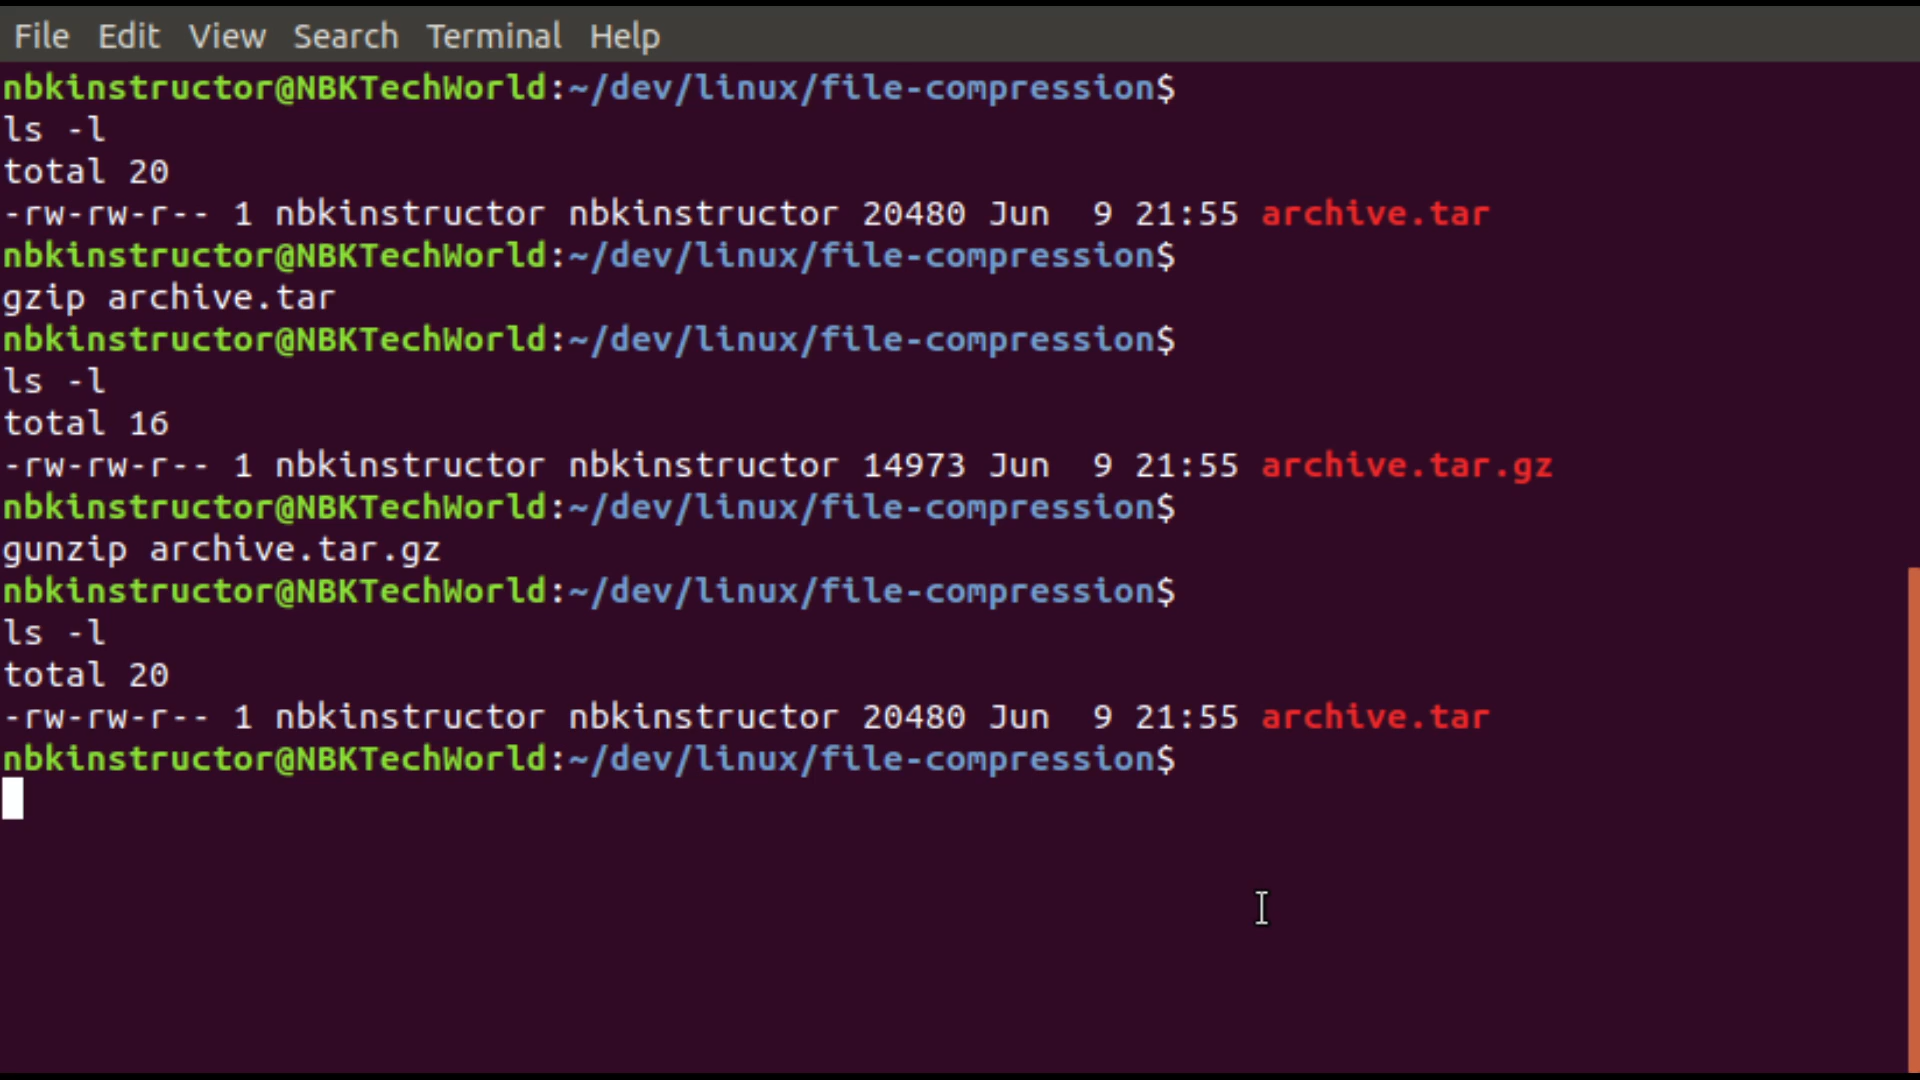 File Edit View Search Terminal Help
nbkinstructor@NBKTechWorld:~/dev/linux/file-compression$
ls -l
total 20
-rw-rw-r-- 1 nbkinstructor nbkinstructor 20480 Jun  9 21:55 archive.tar
nbkinstructor@NBKTechWorld:~/dev/linux/file-compression$
gzip archive.tar
nbkinstructor@NBKTechWorld:~/dev/linux/file-compression$
ls -l
total 16
-rw-rw-r-- 1 nbkinstructor nbkinstructor 14973 Jun  9 21:55 archive.tar.gz
nbkinstructor@NBKTechWorld:~/dev/linux/file-compression$
gunzip archive.tar.gz
nbkinstructor@NBKTechWorld:~/dev/linux/file-compression$
ls -l
total 20
-rw-rw-r-- 1 nbkinstructor nbkinstructor 20480 Jun  9 21:55 archive.tar
nbkinstructor@NBKTechWorld:~/dev/linux/file-compression$